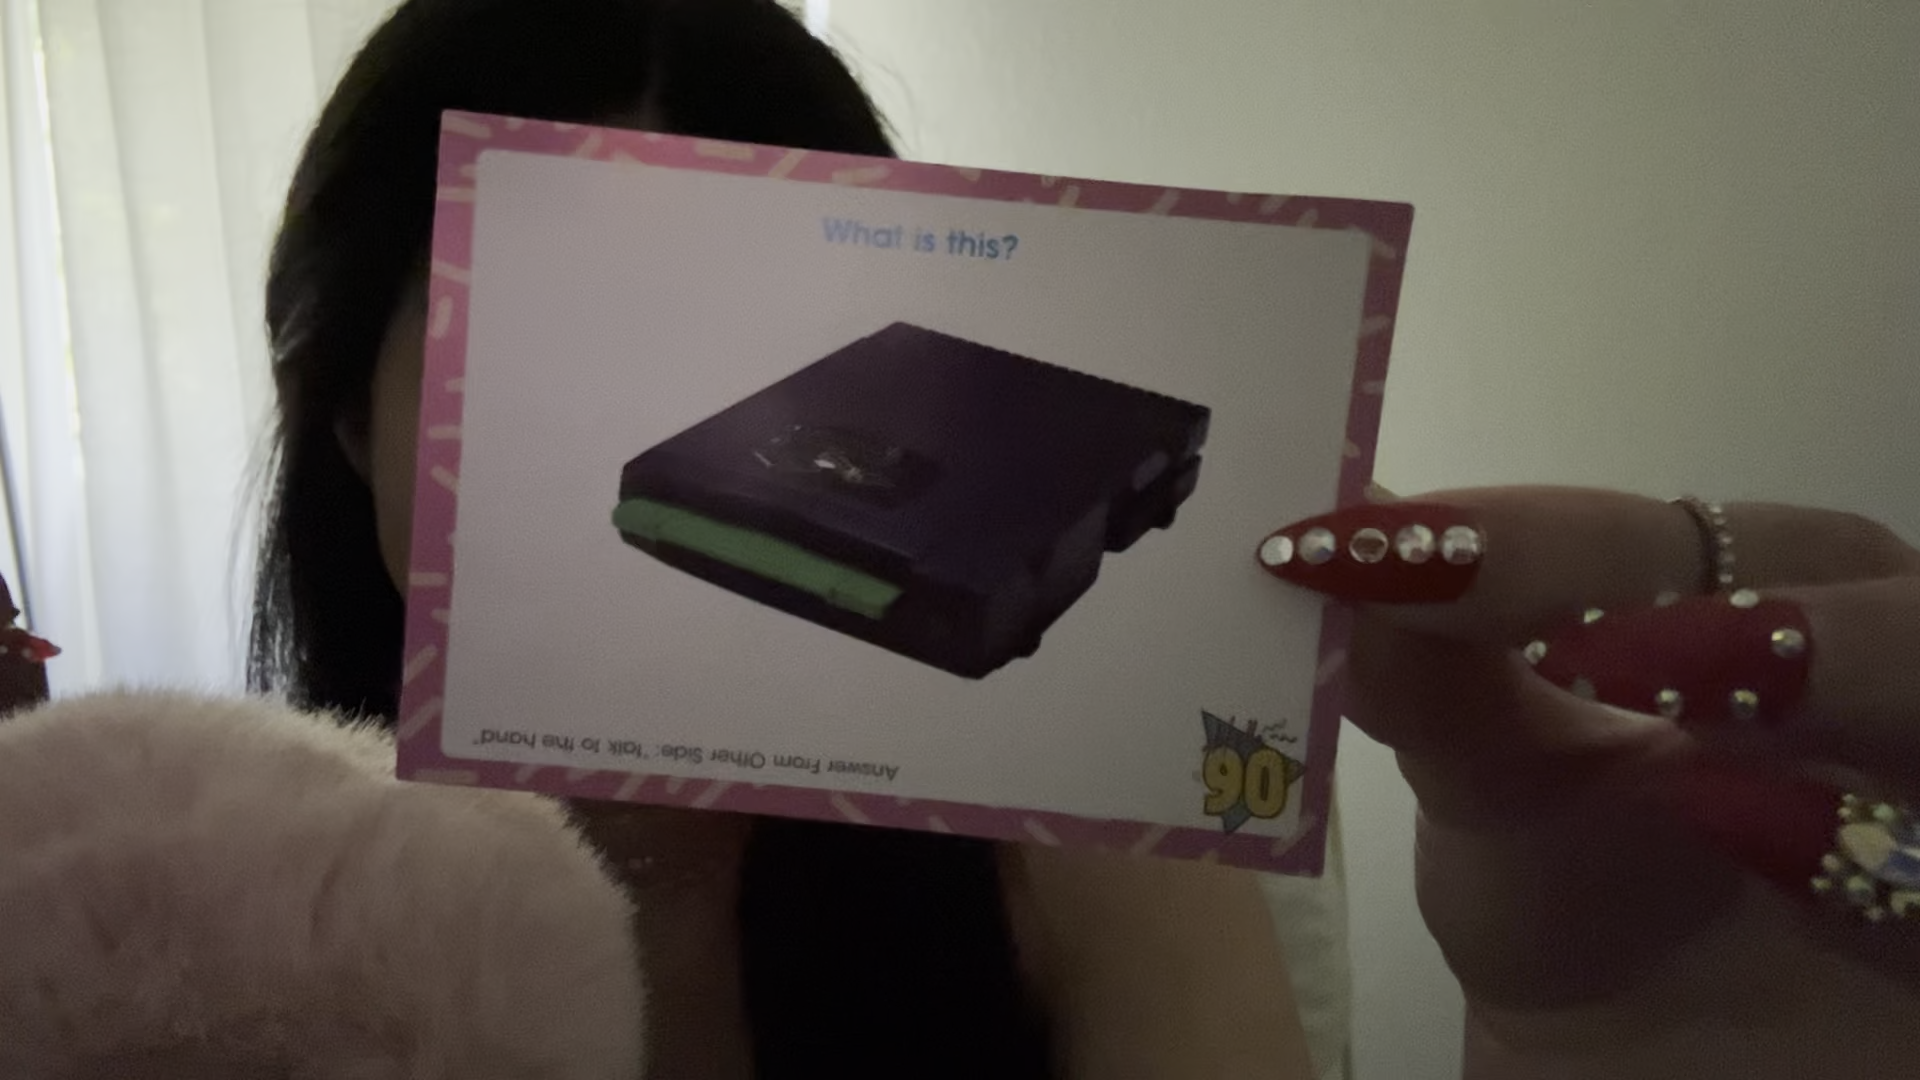 What is this?
Answer From Other Side: "Talk to the hand"
90